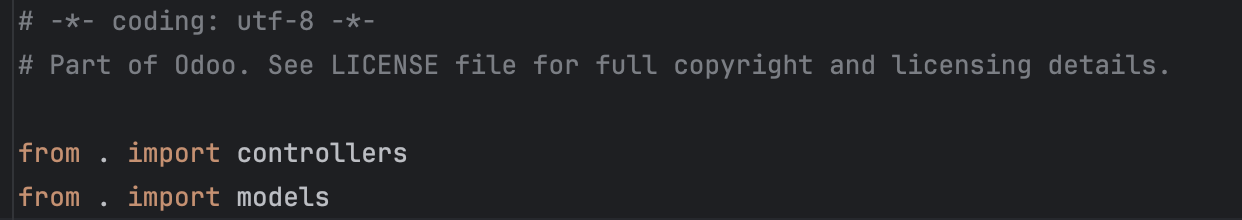 # -*- coding: utf-8 -*-
# Part of Odoo. See LICENSE file for full copyright and licensing details.
from . import controllers
from . import models